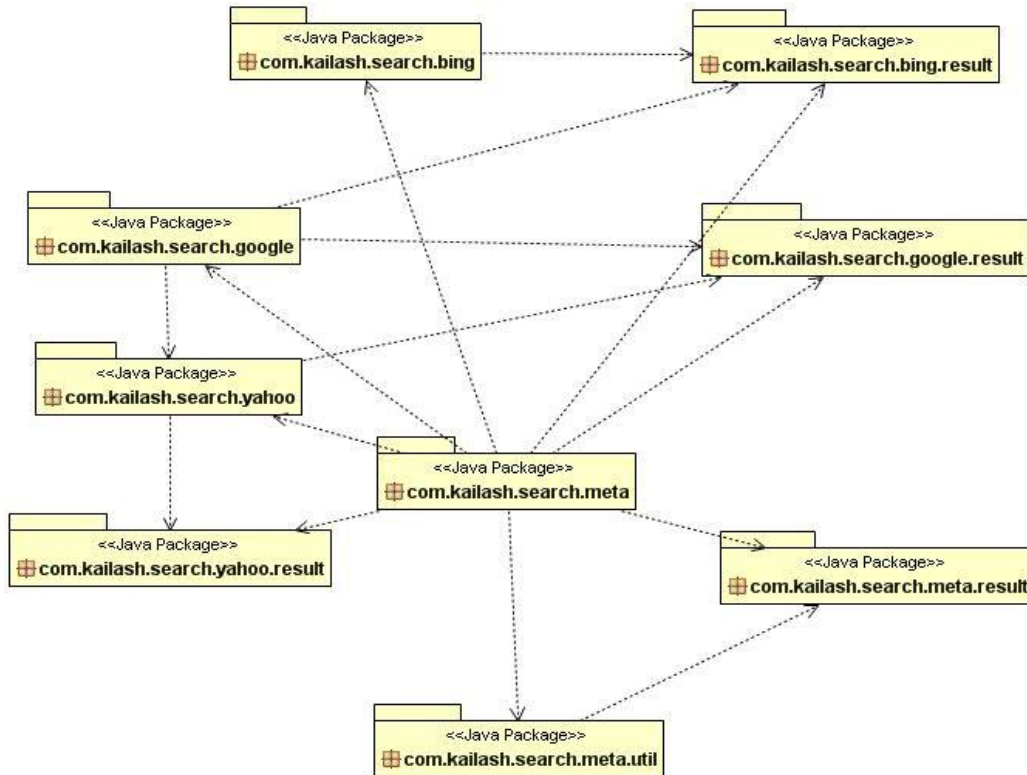 <<Java Package>>
com.kailash.search.bing
<<Java Package>>
com.kailash.search.bing.result
<<Java Package>>
com.kailash.search.google
<<Java Package>>
com.kailash.search.google.result
<<Java Package>>
com.kailash.search.yahoo
<<Java Package>>
com.kailash.search.meta
<<Java Package>>
com.kailash.search.yahoo.result
<<Java Package>>
com.kailash.search.meta.result
<<Java Package>>
com.kailash.search.meta.util